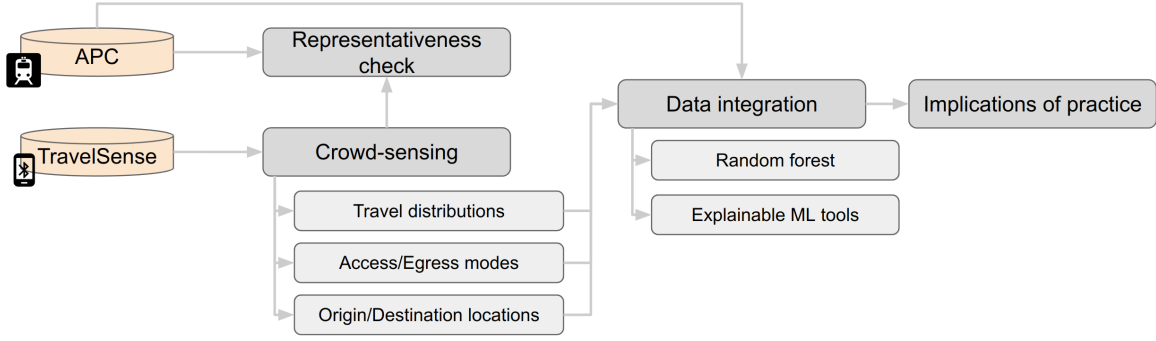 APC
Representativeness
check
TravelSense
Crowd-sensing
Travel distributions
Access/Egress modes
Origin/Destination locations
Data integration
Random forest
Explainable ML tools
Implications of practice